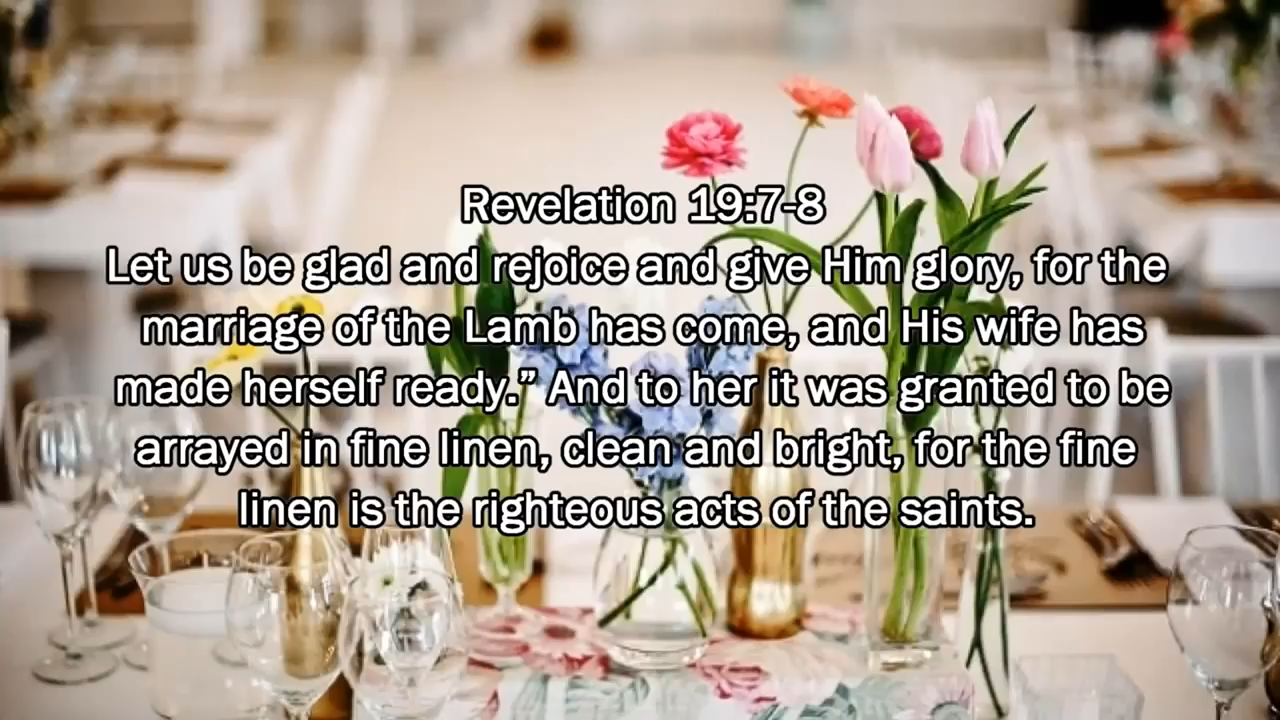 Revelation 19:7-8
Let us be glad and rejoice and give Him glory, for the
marriage of the Lamb has come, and His wife has
made herself ready.” And to her it was granted to be
arrayed in fine linen, clean and bright, for the fine
linen is the righteous acts of the saints.